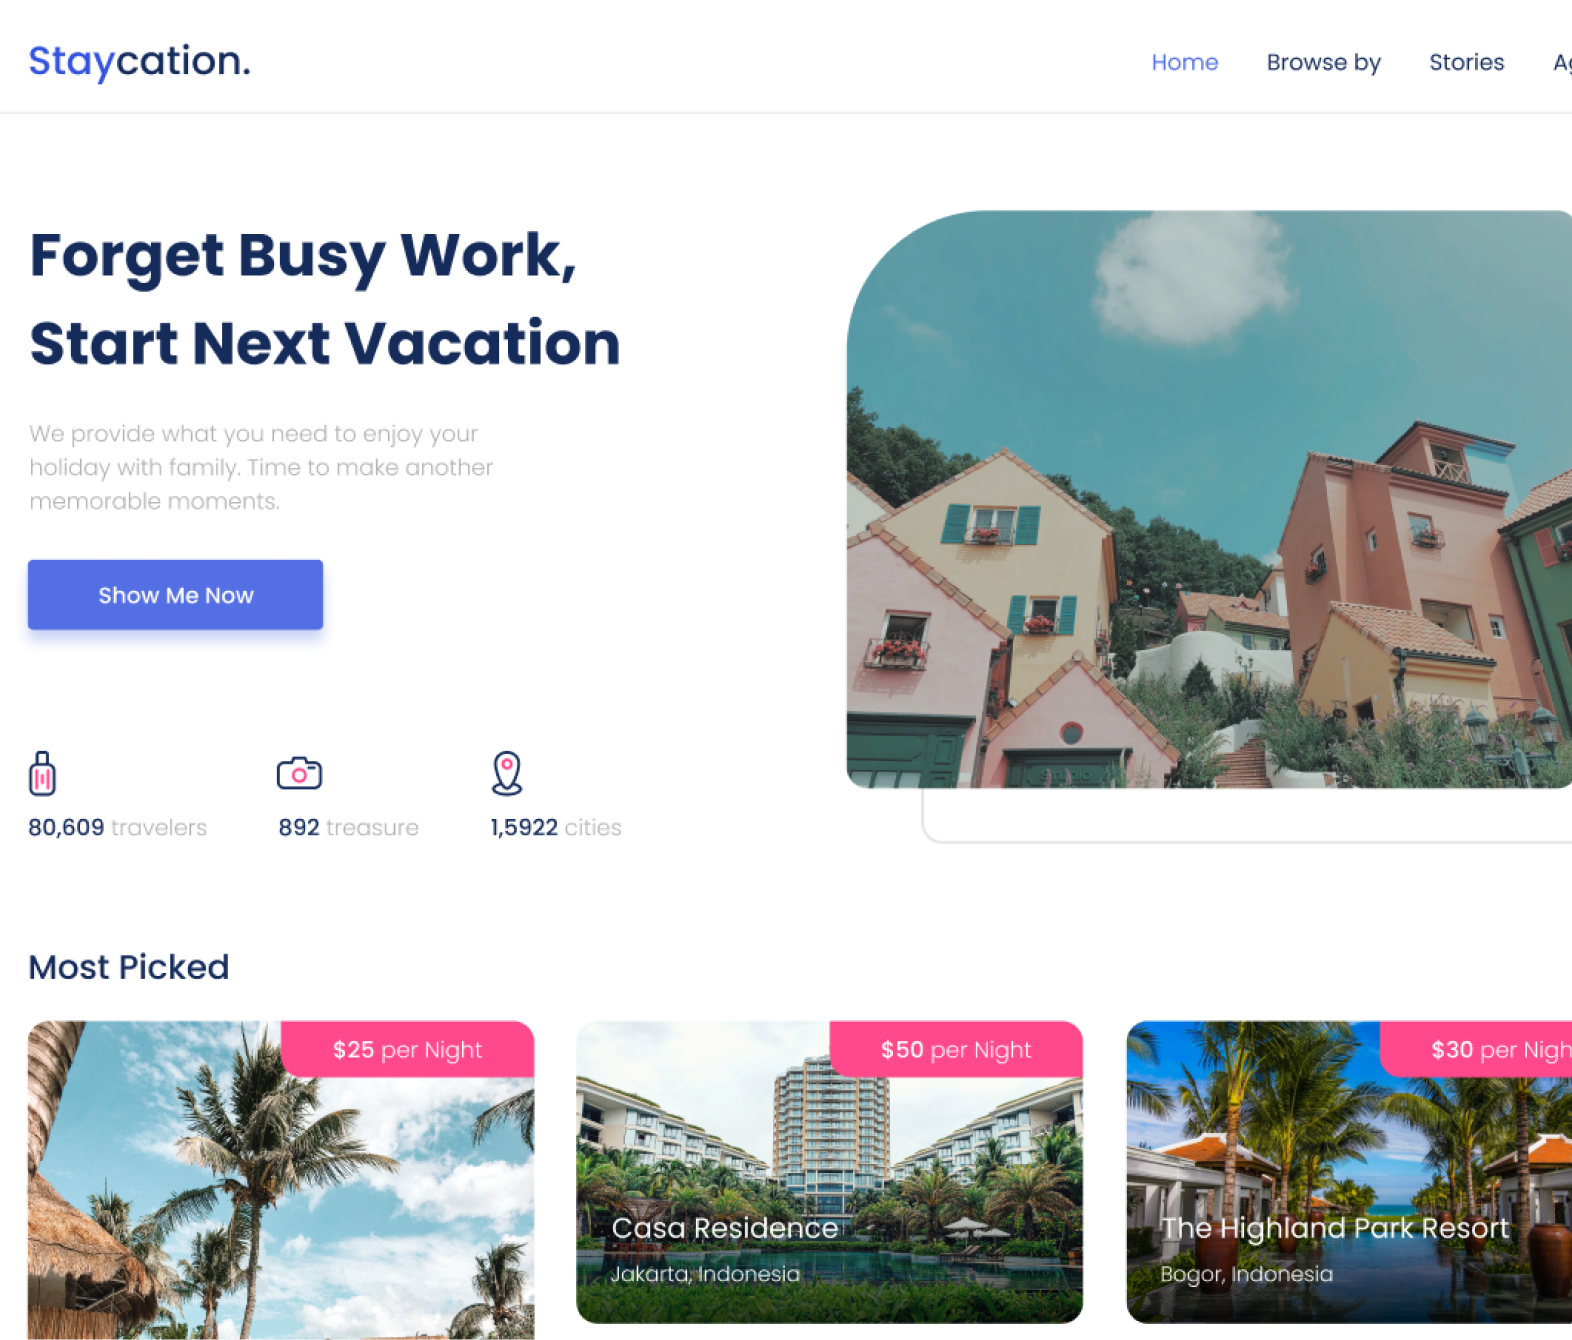 Staycation.
Home Browse by Stories
Forget Busy Work,
Start Next Vacation
We provide what you need to enjoy your
holiday with family. Time to make another
memorable moments.
Show Me Now
80,609 travelers
892 treasure
1,5922 cities
Most Picked
$25 per Night
$50 per Night
Casa Residence
Jakarta, Indonesia
$30 per Nigh
The Highland Park Resort
Bogor, Indonesia